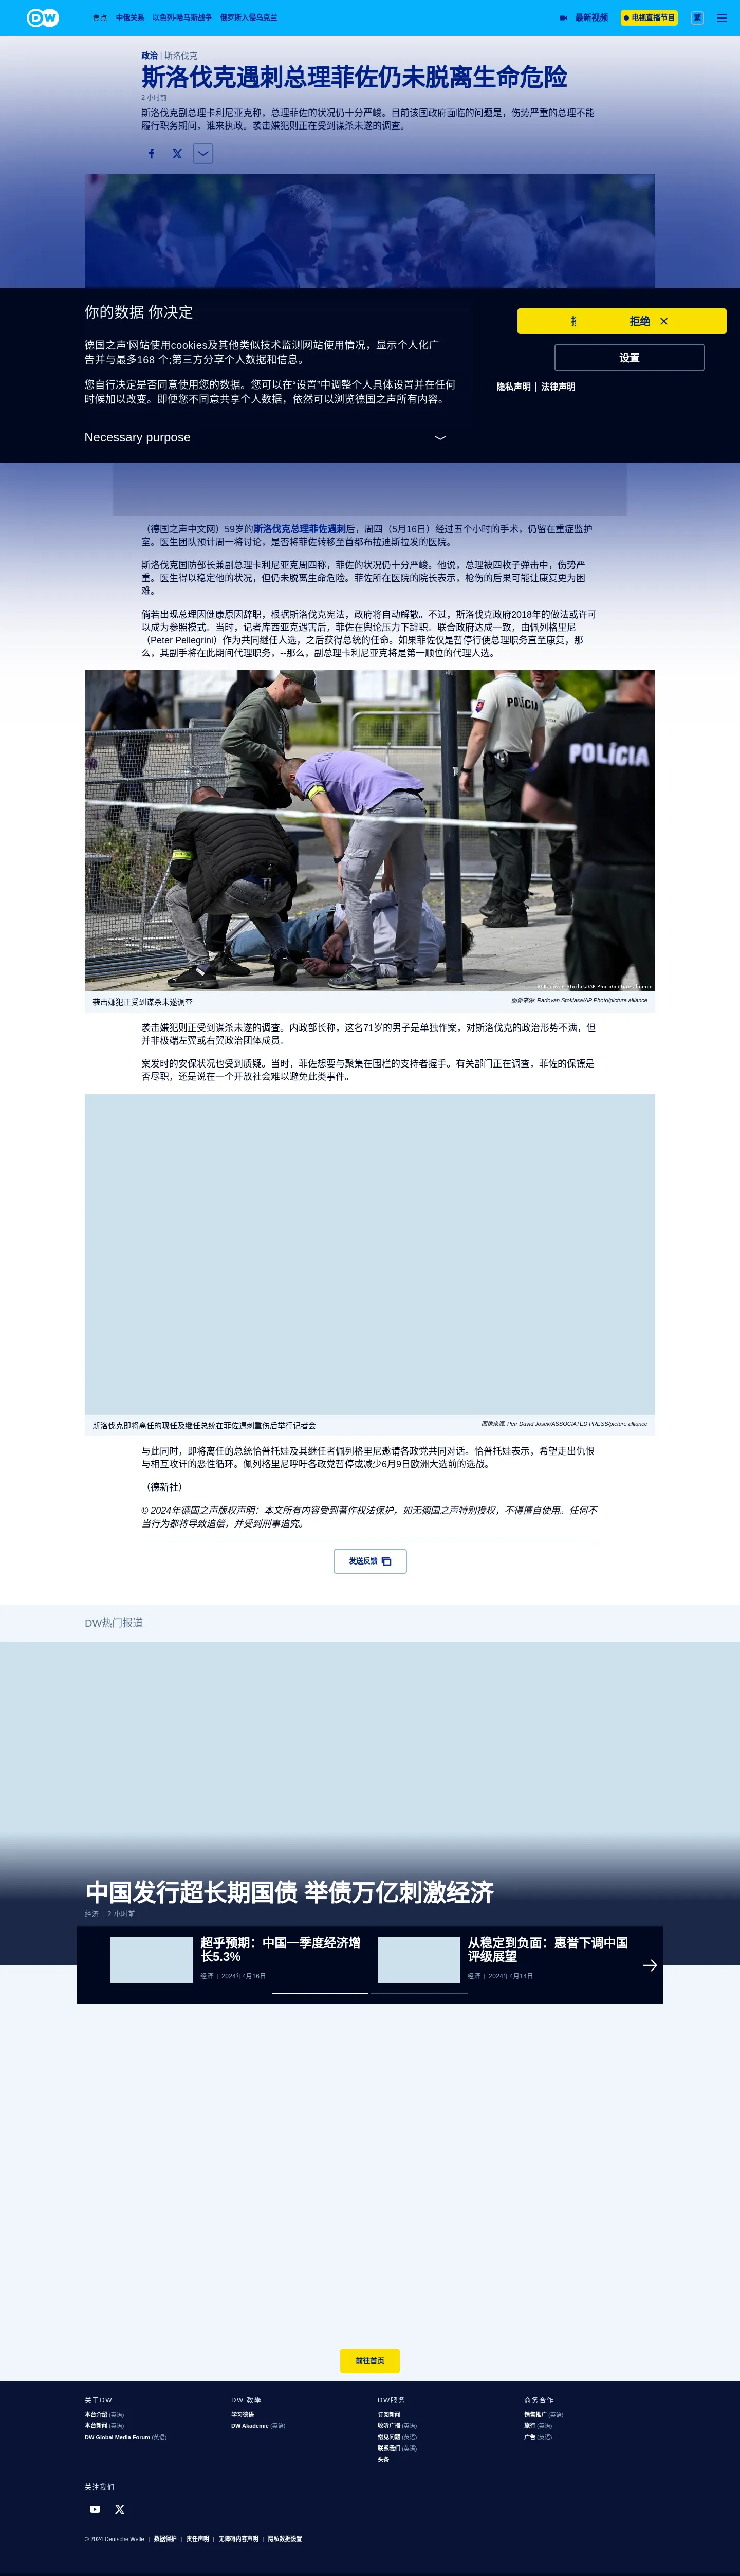 DW
焦点 中俄关系 以色列-哈马斯战争 俄罗斯入侵乌克兰 最新视频 电视直播节目 繁
政治 | 斯洛伐克
斯洛伐克遇刺总理菲佐仍未脱离生命危险
2 小时前
斯洛伐克副总理卡利尼亚克称，总理菲佐的状况仍十分严峻。目前该国政府面临的问题是，伤势严重的总理不能
履行职务期间，谁来执政。袭击嫌犯则正在受到谋杀未遂的调查。
你的数据 你决定
德国之声'网站使用cookies及其他类似技术监测网站使用情况，显示个人化广
告并与最多168 个;第三方分享个人数据和信息。
您自行决定是否同意使用您的数据。您可以在“设置”中调整个人具体设置并在任何
时候加以改变。即便您不同意共享个人数据，依然可以浏览德国之声所有内容。
Necessary purpose
拒绝
设置
隐私声明 | 法律声明
（德国之声中文网）59岁的斯洛伐克总理菲佐遇刺后，周四（5月16日）经过五个小时的手术，仍留在重症监护
室。医生团队预计周一将讨论，是否将菲佐转移至首都布拉迪斯拉发的医院。
斯洛伐克国防部长兼副总理卡利尼亚克周四称，菲佐的状况仍十分严峻。他说，总理被四枚子弹击中，伤势严
重。医生得以稳定他的状况，但仍未脱离生命危险。菲佐所在医院的院长表示，枪伤的后果可能让康复更为困
难。
倘若出现总理因健康原因辞职，根据斯洛伐克宪法，政府将自动解散。不过，斯洛伐克政府2018年的做法或许可
以成为参照模式。当时，记者库西亚克遇害后，菲佐在舆论压力下辞职。联合政府达成一致，由佩列格里尼
（Peter Pellegrini）作为共同继任人选，之后获得总统的任命。如果菲佐仅是暂停行使总理职务直至康复，那
么，其副手将在此期间代理职务，--那么，副总理卡利尼亚克将是第一顺位的代理人选。
POLÍCIA
POLÍCIA
© Radovan Stoklasa/AP Photo/picture alliance
袭击嫌犯正受到谋杀未遂调查
图像来源: Radovan Stoklasa/AP Photo/picture alliance
袭击嫌犯则正受到谋杀未遂的调查。内政部长称，这名71岁的男子是单独作案，对斯洛伐克的政治形势不满，但
并非极端左翼或右翼政治团体成员。
案发时的安保状况也受到质疑。当时，菲佐想要与聚集在围栏的支持者握手。有关部门正在调查，菲佐的保镖是
否尽职，还是说在一个开放社会难以避免此类事件。
斯洛伐克即将离任的现任及继任总统在菲佐遇刺重伤后举行记者会
图像来源: Petr David Josek/ASSOCIATED PRESS/picture alliance
与此同时，即将离任的总统恰普托娃及其继任者佩列格里尼邀请各政党共同对话。恰普托娃表示，希望走出仇恨
与相互攻讦的恶性循环。佩列格里尼呼吁各政党暂停或减少6月9日欧洲大选前的选战。
（德新社）
© 2024年德国之声版权声明：本文所有内容受到著作权法保护，如无德国之声特别授权，不得擅自使用。任何不
当行为都将导致追偿，并受到刑事追究。
发送反馈
DW热门报道
中国发行超长期国债 举债万亿刺激经济
经济 | 2 小时前
超乎预期：中国一季度经济增
长5.3%
经济 | 2024年4月16日
从稳定到负面：惠誉下调中国
评级展望
经济 | 2024年4月14日
前往首页
关于DW
本台介绍 (英语)
本台新闻 (英语)
DW Global Media Forum (英语)
DW 教學
学习德语
DW Akademie (英语)
DW服务
订阅新闻
收听广播 (英语)
常见问题 (英语)
联系我们 (英语)
头条
商务合作
销售推广 (英语)
旅行 (英语)
广告 (英语)
关注我们
© 2024 Deutsche Welle | 数据保护 | 责任声明 | 无障碍内容声明 | 隐私数据设置